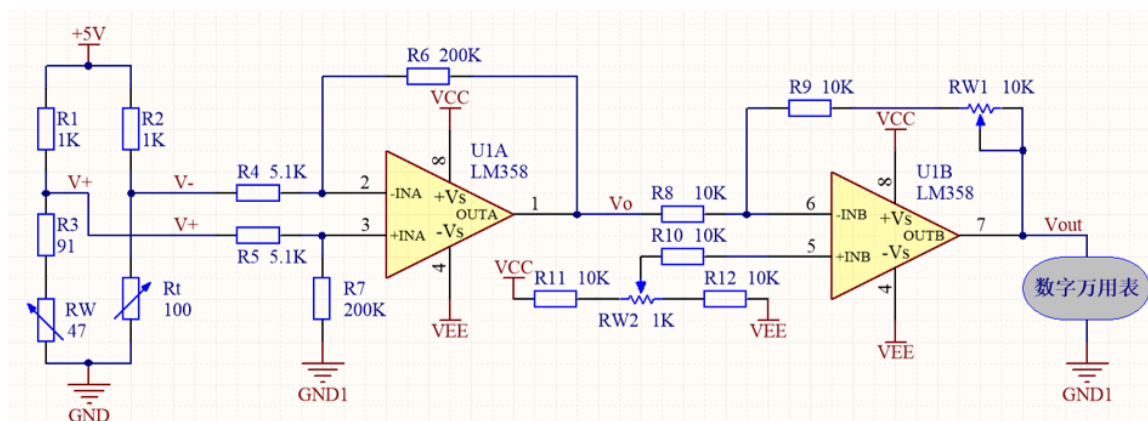 +5V
R1
1K
R2
1K
V+
V-
V+
R3
91
RW
47
Rt
100
GND
R4 5.1K
R5 5.1K
R6 200K
R7
200K
GND1
VCC
U1A
LM358
8
2
-INA
+Vs
OUTA
1
3
+INA
-Vs
4
VEE
Vo
R8 10K
R9 10K
RW1 10K
R10 10K
VCC
R11 10K
RW2 1K
R12 10K
VEE
VCC
U1B
LM358
8
6
-INB
+Vs
OUTB
7
5
+INB
-Vs
4
VEE
Vout
数字万用表
GND1